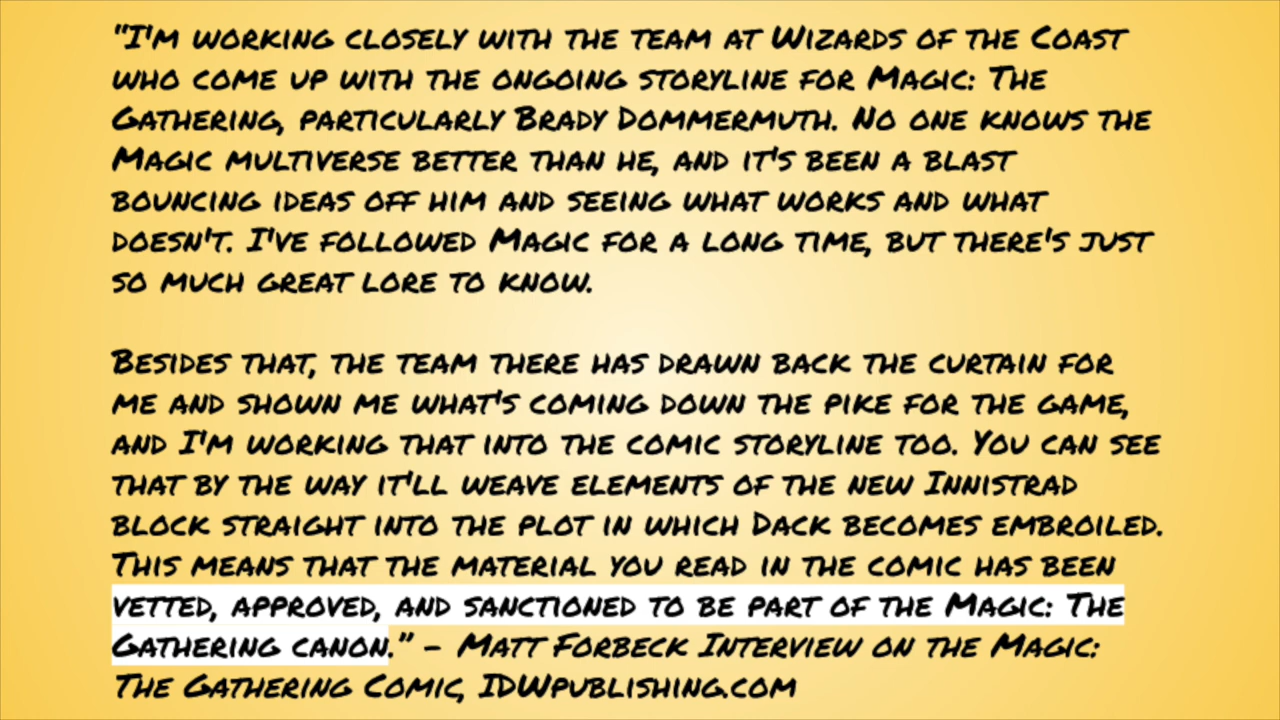 "I'm working closely with the team at Wizards of the Coast
who come up with the ongoing storyline for Magic: The
Gathering, particularly Brady Dommermuth. No one knows the
Magic multiverse better than he, and it's been a blast
bouncing ideas off him and seeing what works and what
doesn't. I've followed Magic for a long time, but there's just
so much great lore to know.
Besides that, the team there has drawn back the curtain for
me and shown me what's coming down the pike for the game,
and I'm working that into the comic storyline too. You can see
that by the way it'll weave elements of the new Innistrad
block straight into the plot in which Dack becomes embroiled.
This means that the material you read in the comic has been
vetted, approved, and sanctioned to be part of the Magic: The
Gathering canon.” – Matt Forbeck Interview on the Magic:
The Gathering Comic, IDWpublishing.com